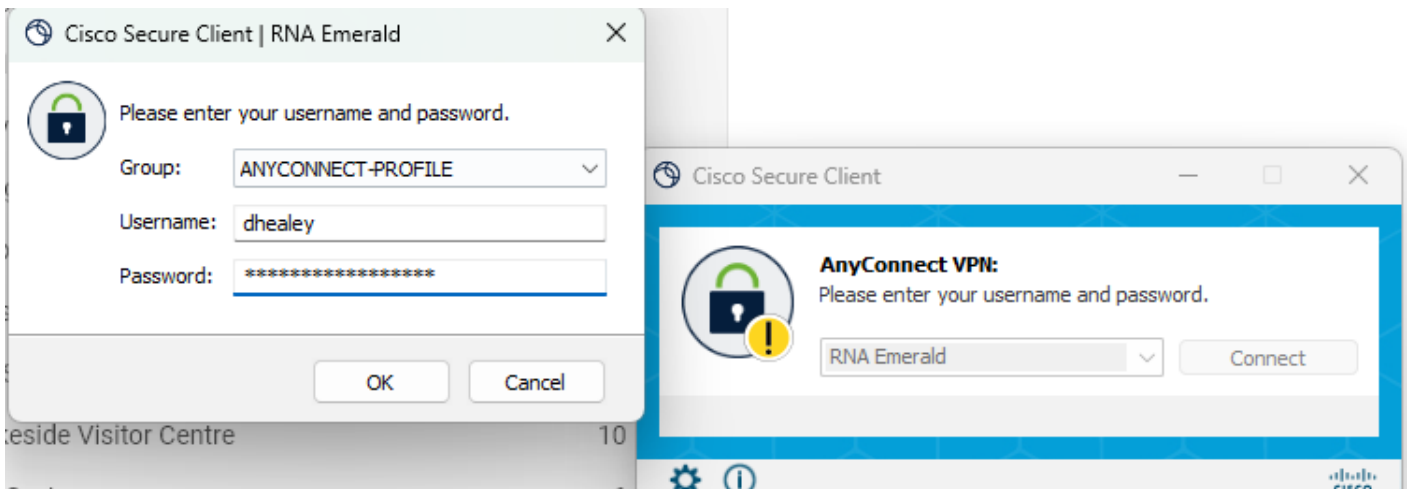 Cisco Secure Client | RNA Emerald
Please enter your username and password.
Group: ANYCONNECT-PROFILE
Username: dhealey
Password: *****************
OK Cancel
Cisco Secure Client
AnyConnect VPN:
Please enter your username and password.
RNA Emerald Connect
eside Visitor Centre 10
CISCO